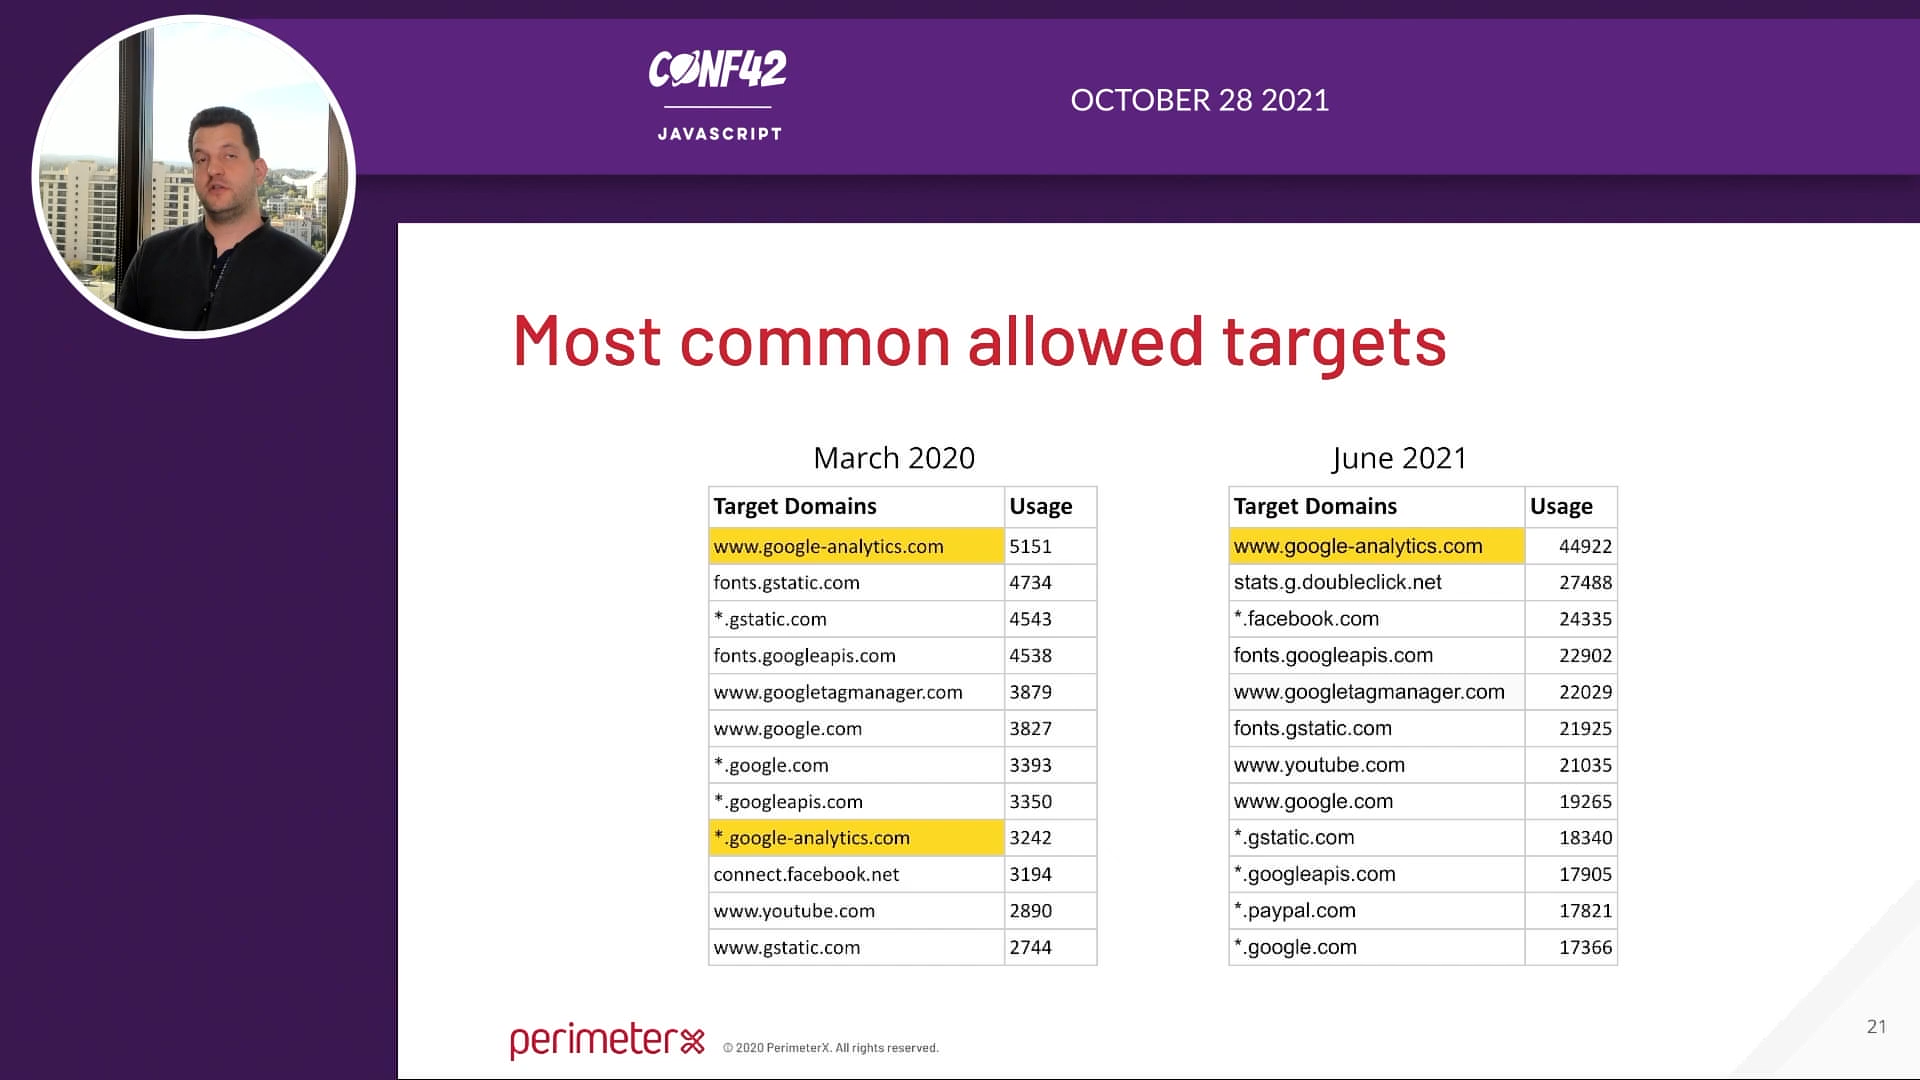 CONF42
JAVASCRIPT
OCTOBER 28 2021
Most common allowed targets
March 2020
Target Domains Usage
www.google-analytics.com 5151
fonts.gstatic.com 4734
*.gstatic.com 4543
fonts.googleapis.com 4538
www.googletagmanager.com 3879
www.google.com 3827
*.google.com 3393
*.googleapis.com 3350
*.google-analytics.com 3242
connect.facebook.net 3194
www.youtube.com 2890
www.gstatic.com 2744
June 2021
Target Domains Usage
www.google-analytics.com 44922
stats.g.doubleclick.net 27488
*.facebook.com 24335
fonts.googleapis.com 22902
www.googletagmanager.com 22029
fonts.gstatic.com 21925
www.youtube.com 21035
www.google.com 19265
*.gstatic.com 18340
*.googleapis.com 17905
*.paypal.com 17821
*.google.com 17366
perimeterx
© 2020 PerimeterX. All rights reserved.
21